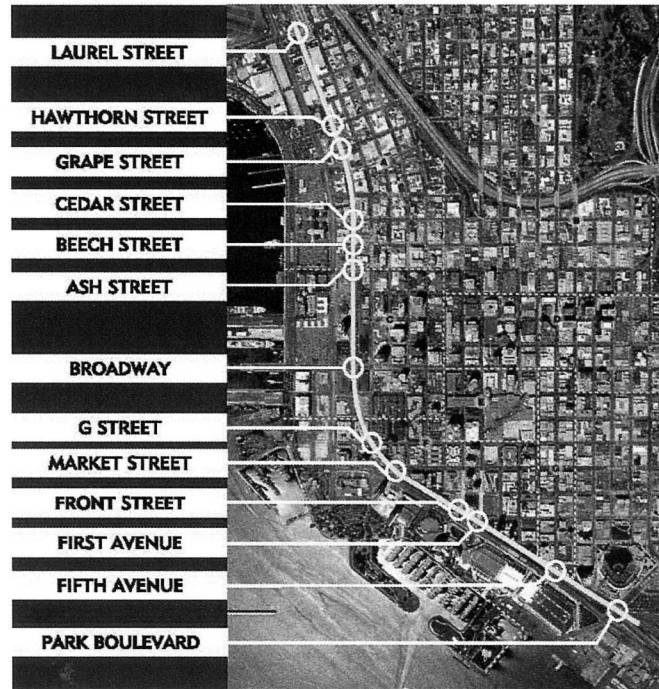 LAUREL STREET
HAWTHORN STREET
GRAPE STREET
CEDAR STREET
BEECH STREET
ASH STREET
BROADWAY
G STREET
MARKET STREET
FRONT STREET
FIRST AVENUE
FIFTH AVENUE
PARK BOULEVARD